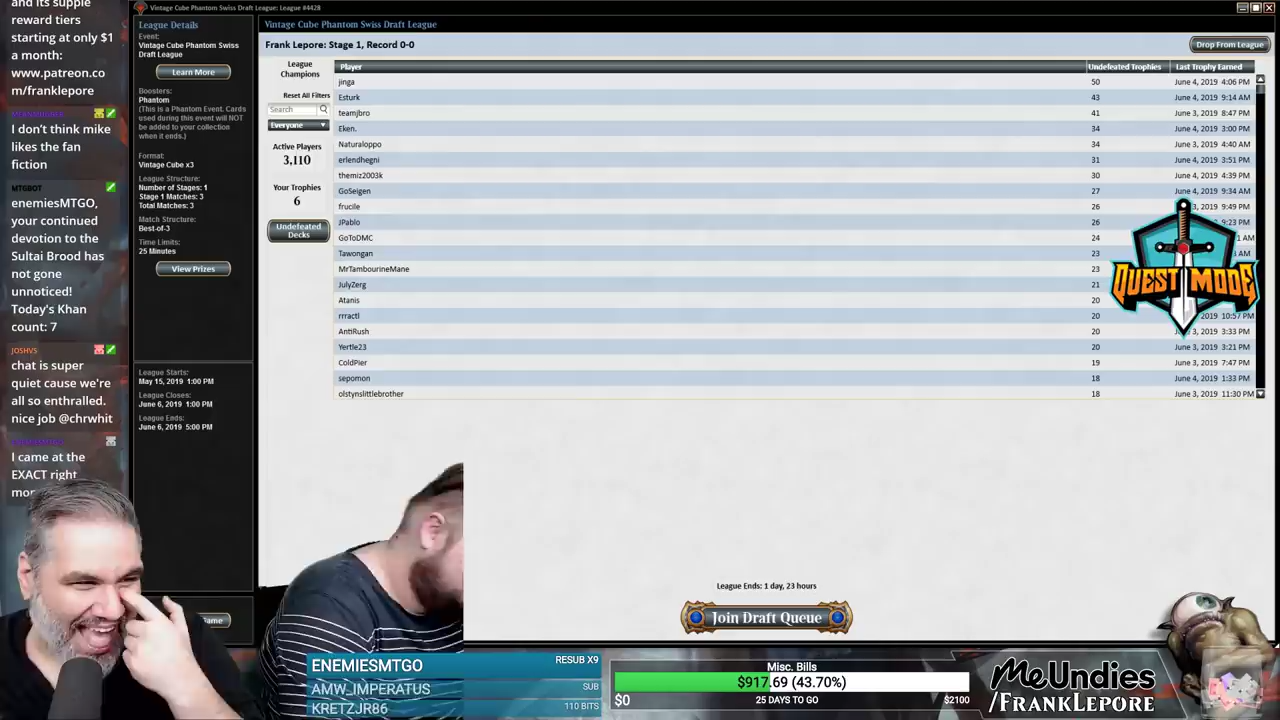 and its supplie
reward tiers
starting at only $1
a month:
www.patreon.co
m/franklepore
i don't think mike
likes the fan
fiction
MTGBOT
enemiesMTGO,
your continued
devotion to the
Sultai Brood has
not gone
unnoticed!
Today's Khan
count: 7
JOSHVS
chat is super
quiet cause we're
all so enthralled.
nice job @chrwhit
I came at the
EXACT right
Vintage Cube Phantom Swiss Draft League: League #4428
League Details
Event:
Vintage Cube Phantom Swiss
Draft League
Learn More
Boosters:
Phantom
(This is a Phantom Event. Cards
used during this event will NOT
be added to your collection
when it ends.)
Format:
Vintage Cube x3
League Structure:
Number of Stages: 1
Stage 1 Matches: 3
Total Matches: 3
Match Structure:
Best-of-3
Time Limits:
25 Minutes
View Prizes
League Starts:
May 15, 2019 1:00 PM
League Closes:
June 6, 2019 1:00 PM
League Ends:
June 6, 2019 5:00 PM
Vintage Cube Phantom Swiss Draft League
Frank Lepore: Stage 1, Record 0-0
Drop From League
League
Champions
Reset All Filters
Search
Everyone
Active Players
3,110
Your Trophies
6
Undefeated
Decks
Player Undefeated Trophies Last Trophy Earned
jinga 50 June 4, 2019 4:06 PM
Esturk 43 June 4, 2019 9:14 AM
teamjbro 41 June 3, 2019 8:47 PM
Eken. 34 June 4, 2019 3:00 PM
Naturaloppo 34 June 3, 2019 4:40 AM
erlendhegni 31 June 4, 2019 3:51 PM
themiz2003k 30 June 4, 2019 4:39 PM
GoSeigen 27 June 4, 2019 9:34 AM
frucile 26 3, 2019 9:49 PM
JPablo 26 9:23 PM
GoToDMC 24 AM
Tawongan 23 AM
MrTambourineMane 23
JulyZerg 21
Atanis 20
rrractl 20 2019 10:57 PM
AntiRush 20 3, 2019 3:33 PM
Yertle23 20 June 3, 2019 3:21 PM
ColdPier 19 June 3, 2019 7:47 PM
sepomon 18 June 4, 2019 1:33 PM
olstynslittlebrother 18 June 3, 2019 11:30 PM
QUEST MODE
League Ends: 1 day, 23 hours
Join Draft Queue
ame
ENEMIESMTGO RESUB X9
AMW_IMPERATUS SUB
KRETZJR86 110 BITS
Misc. Bills
$917.69 (43.70%)
$0 25 DAYS TO GO $2100
MeUndies
/FRANKLEPORE